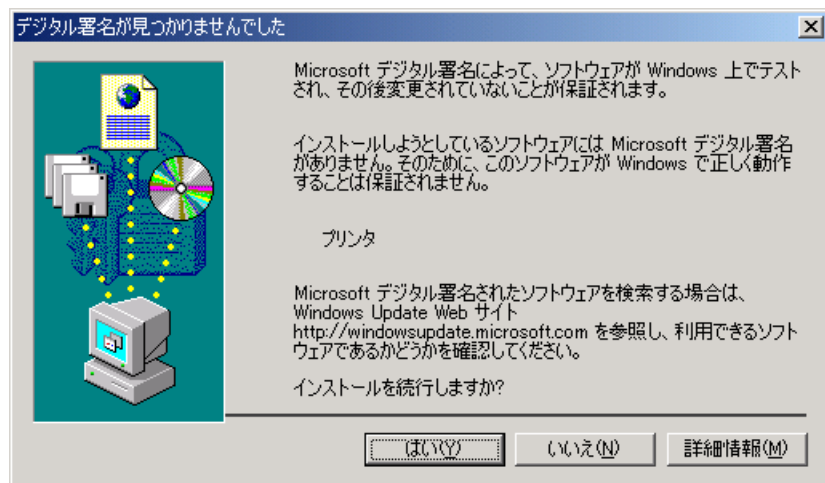 デジタル署名が見つかりませんでした
Microsoft デジタル署名によって、ソフトウェアが Windows 上でテスト
され、その後変更されていないことが保証されます。
インストールしようとしているソフトウェアには Microsoft デジタル署名
がありません。そのために、このソフトウェアが Windows で正しく動作
することは保証されません。
プリンタ
Microsoft デジタル署名されたソフトウェアを検索する場合は、
Windows Update Web サイト
http://windowsupdate.microsoft.com を参照し、利用できるソフト
ウェアであるかどうかを確認してください。
インストールを続行しますか?
はい(Y)
いいえ(N)
詳細情報(M)